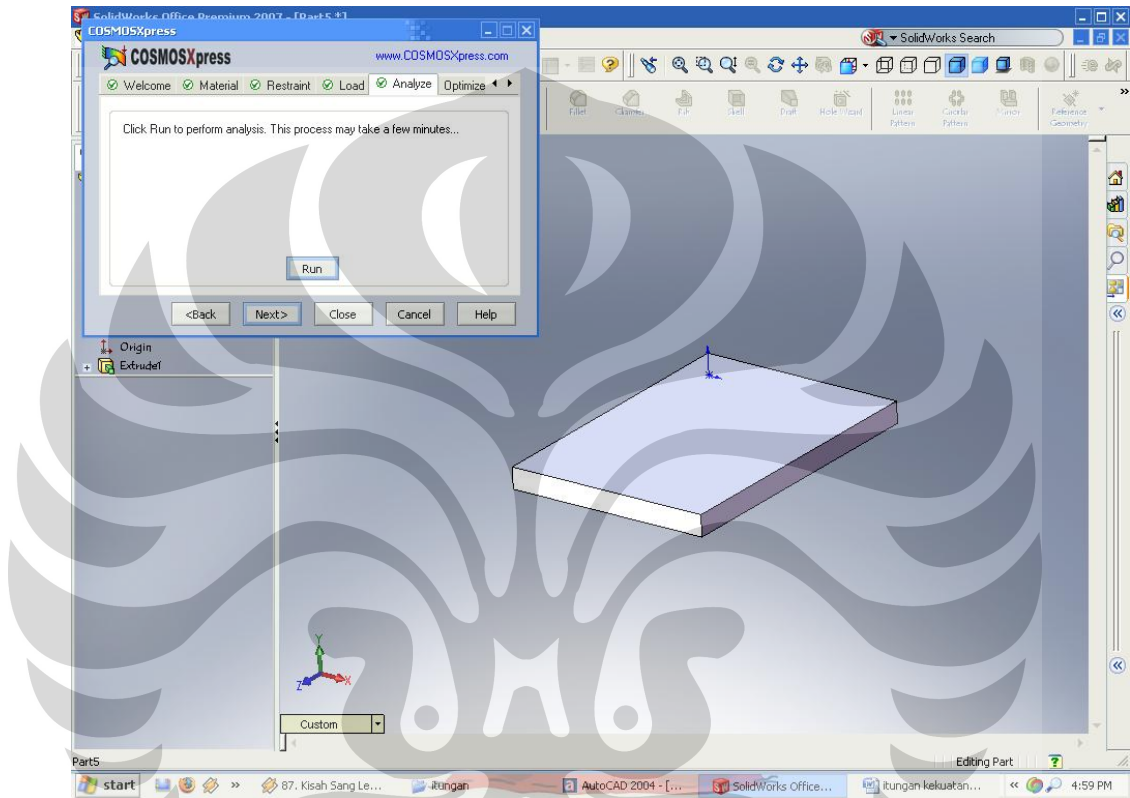 SolidWorks Office Premium 2007 - [Part5 *]
COSMOSXpress
COSMOSXpress
www.COSMOSXpress.com
SolidWorks Search
Welcome Material Restraint Load Analyze Optimize
Click Run to perform analysis. This process may take a few minutes...
Run
<Back Next> Close Cancel Help
Fillet Chamfer Rib Shell Draft Hole Wizard Linear Pattern Circular Pattern Mirror Reference Geometry
Origin
Extrude1
Y
Z X
Custom
Part5
Editing Part
start 87. Kisah Sang Le... itungan AutoCAD 2004 - [... SolidWorks Office... itungan kekuatan... 4:59 PM